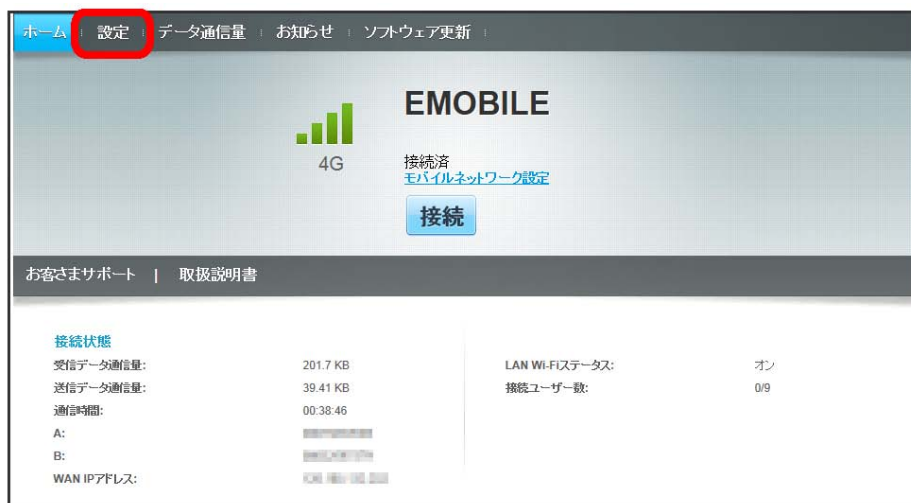 ホーム 設定 データ通信量 お知らせ ソフトウェア更新
EMOBILE
4G
接続済
モバイルネットワーク設定
接続
お客さまサポート | 取扱説明書
接続状態
受信データ通信量: 201.7 KB
送信データ通信量: 39.41 KB
通信時間: 00:38:46
A:
B:
WAN IPアドレス:
LAN Wi-Fiステータス: オン
接続ユーザー数: 0/9